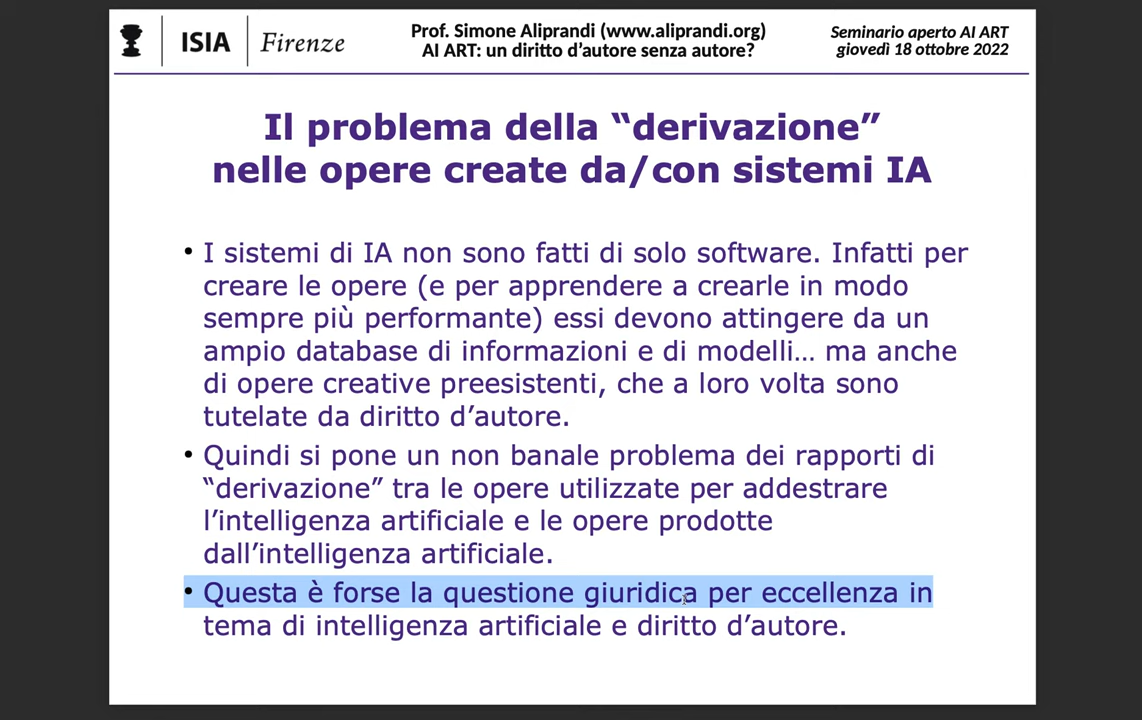 ISIA Firenze
Prof. Simone Aliprandi (www.aliprandi.org)
AI ART: un diritto d’autore senza autore?
Seminario aperto AI ART
giovedì 18 ottobre 2022
Il problema della “derivazione”
nelle opere create da/con sistemi IA
• I sistemi di IA non sono fatti di solo software. Infatti per
creare le opere (e per apprendere a crearle in modo
sempre più performante) essi devono attingere da un
ampio database di informazioni e di modelli… ma anche
di opere creative preesistenti, che a loro volta sono
tutelate da diritto d’autore.
• Quindi si pone un non banale problema dei rapporti di
“derivazione” tra le opere utilizzate per addestrare
l’intelligenza artificiale e le opere prodotte
dall’intelligenza artificiale.
• Questa è forse la questione giuridica per eccellenza in
tema di intelligenza artificiale e diritto d’autore.